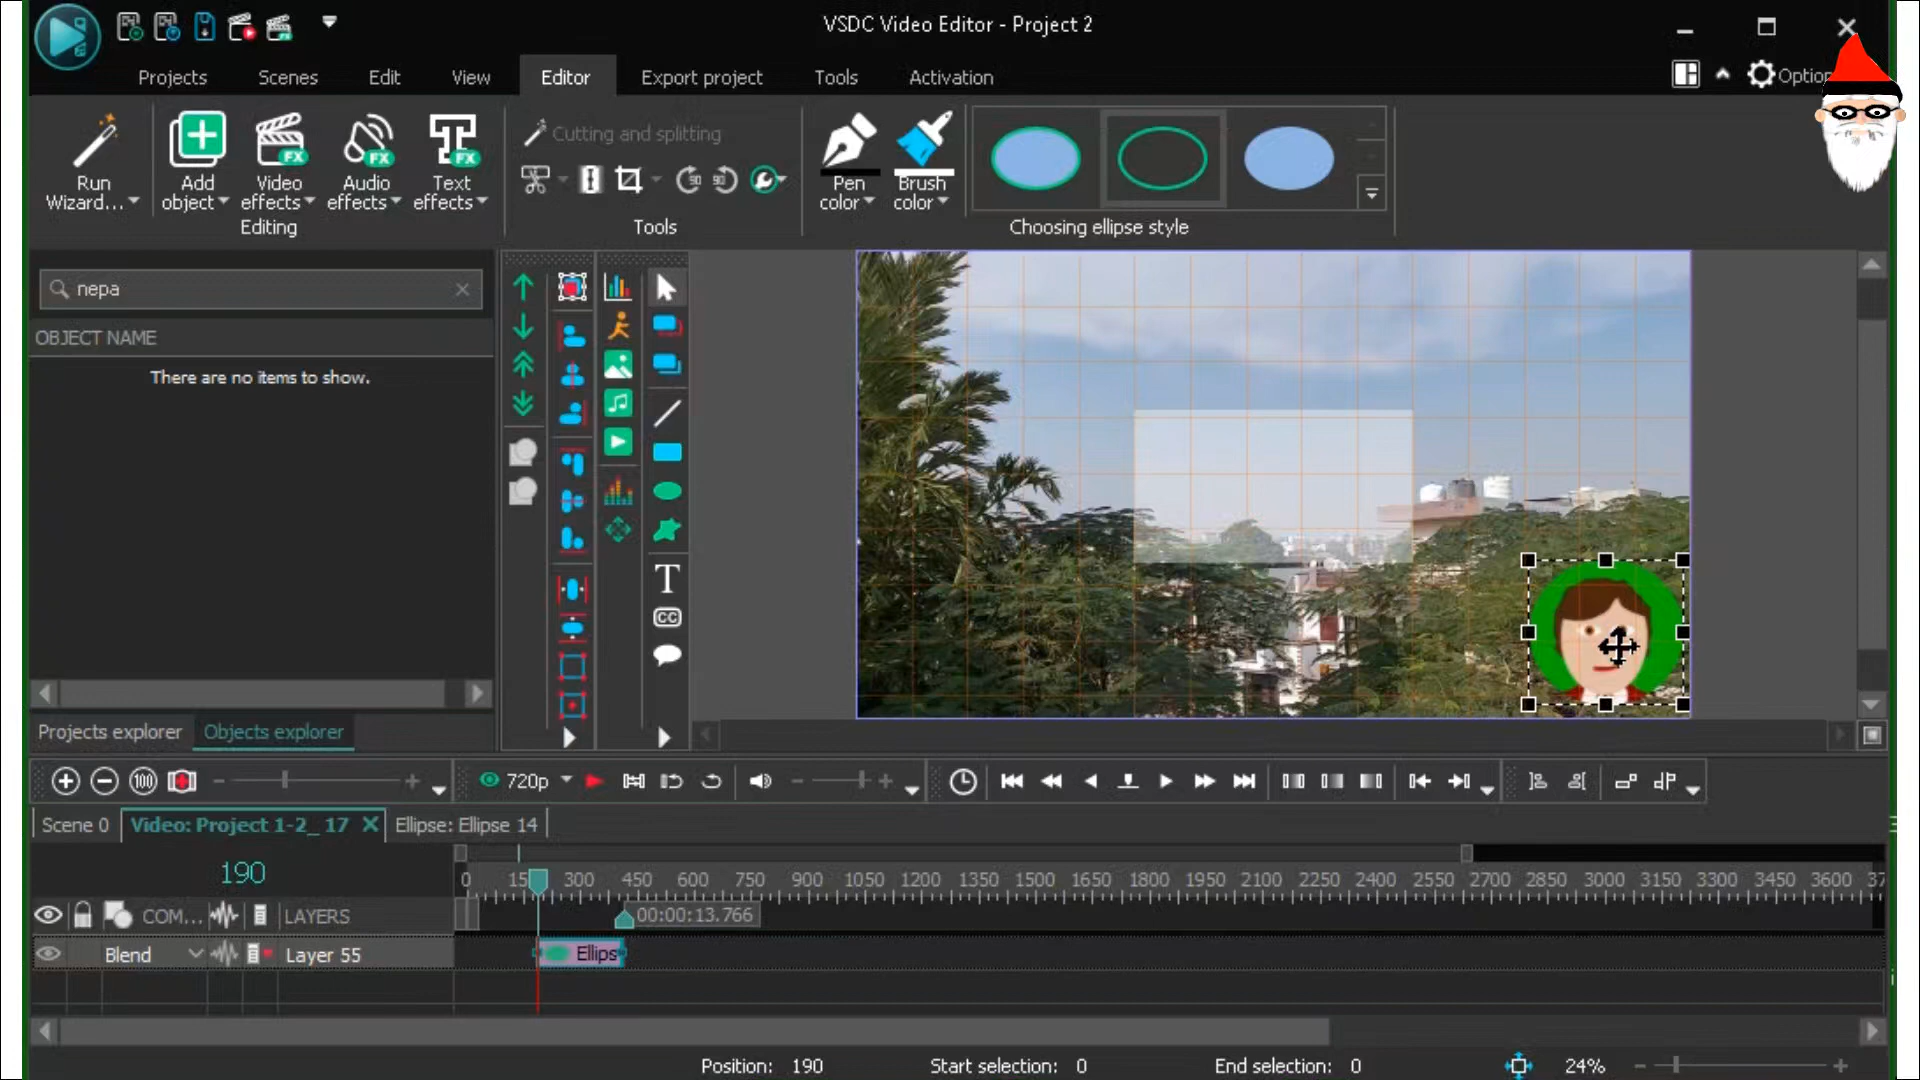 VSDC Video Editor - Project 2
Projects Scenes Edit View Editor Export project Tools Activation
Run Wizard...
Add object
Video effects
Audio effects
Text effects
Editing
Cutting and splitting
Tools
Pen color
Brush color
Choosing ellipse style
nepa
OBJECT NAME
There are no items to show.
Projects explorer Objects explorer
T
CC
100
720p
Scene 0 Video: Project 1-2_ 17 Ellipse: Ellipse 14
190
0 300 450 600 750 900 1050 1200 1350 1500 1650 1800 1950 2100 2250 2400 2550 2700 2850 3000 3150 3300 3450 3600
COM... LAYERS
00:00:13.766
Blend Layer 55 Ellips
Position: 190 Start selection: 0 End selection: 0 24%